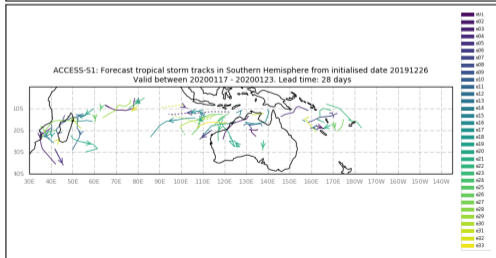 ACCESS-S1: Forecast tropical storm tracks in Southern Hemisphere from initialised date 20191226
Valid between 20200117 - 20200123. Lead time: 28 days
10S
20S
30S
40S
30E 40E 50E 60E 70E 80E 90E 100E 110E 120E 130E 140E 150E 160E 170E 180W 170W 160W 150W 140W
e01
e02
e03
e04
e05
e06
e07
e08
e09
e10
e11
e12
e13
e14
e15
e16
e17
e18
e19
e20
e21
e22
e23
e24
e25
e26
e27
e28
e29
e30
e31
e32
e33